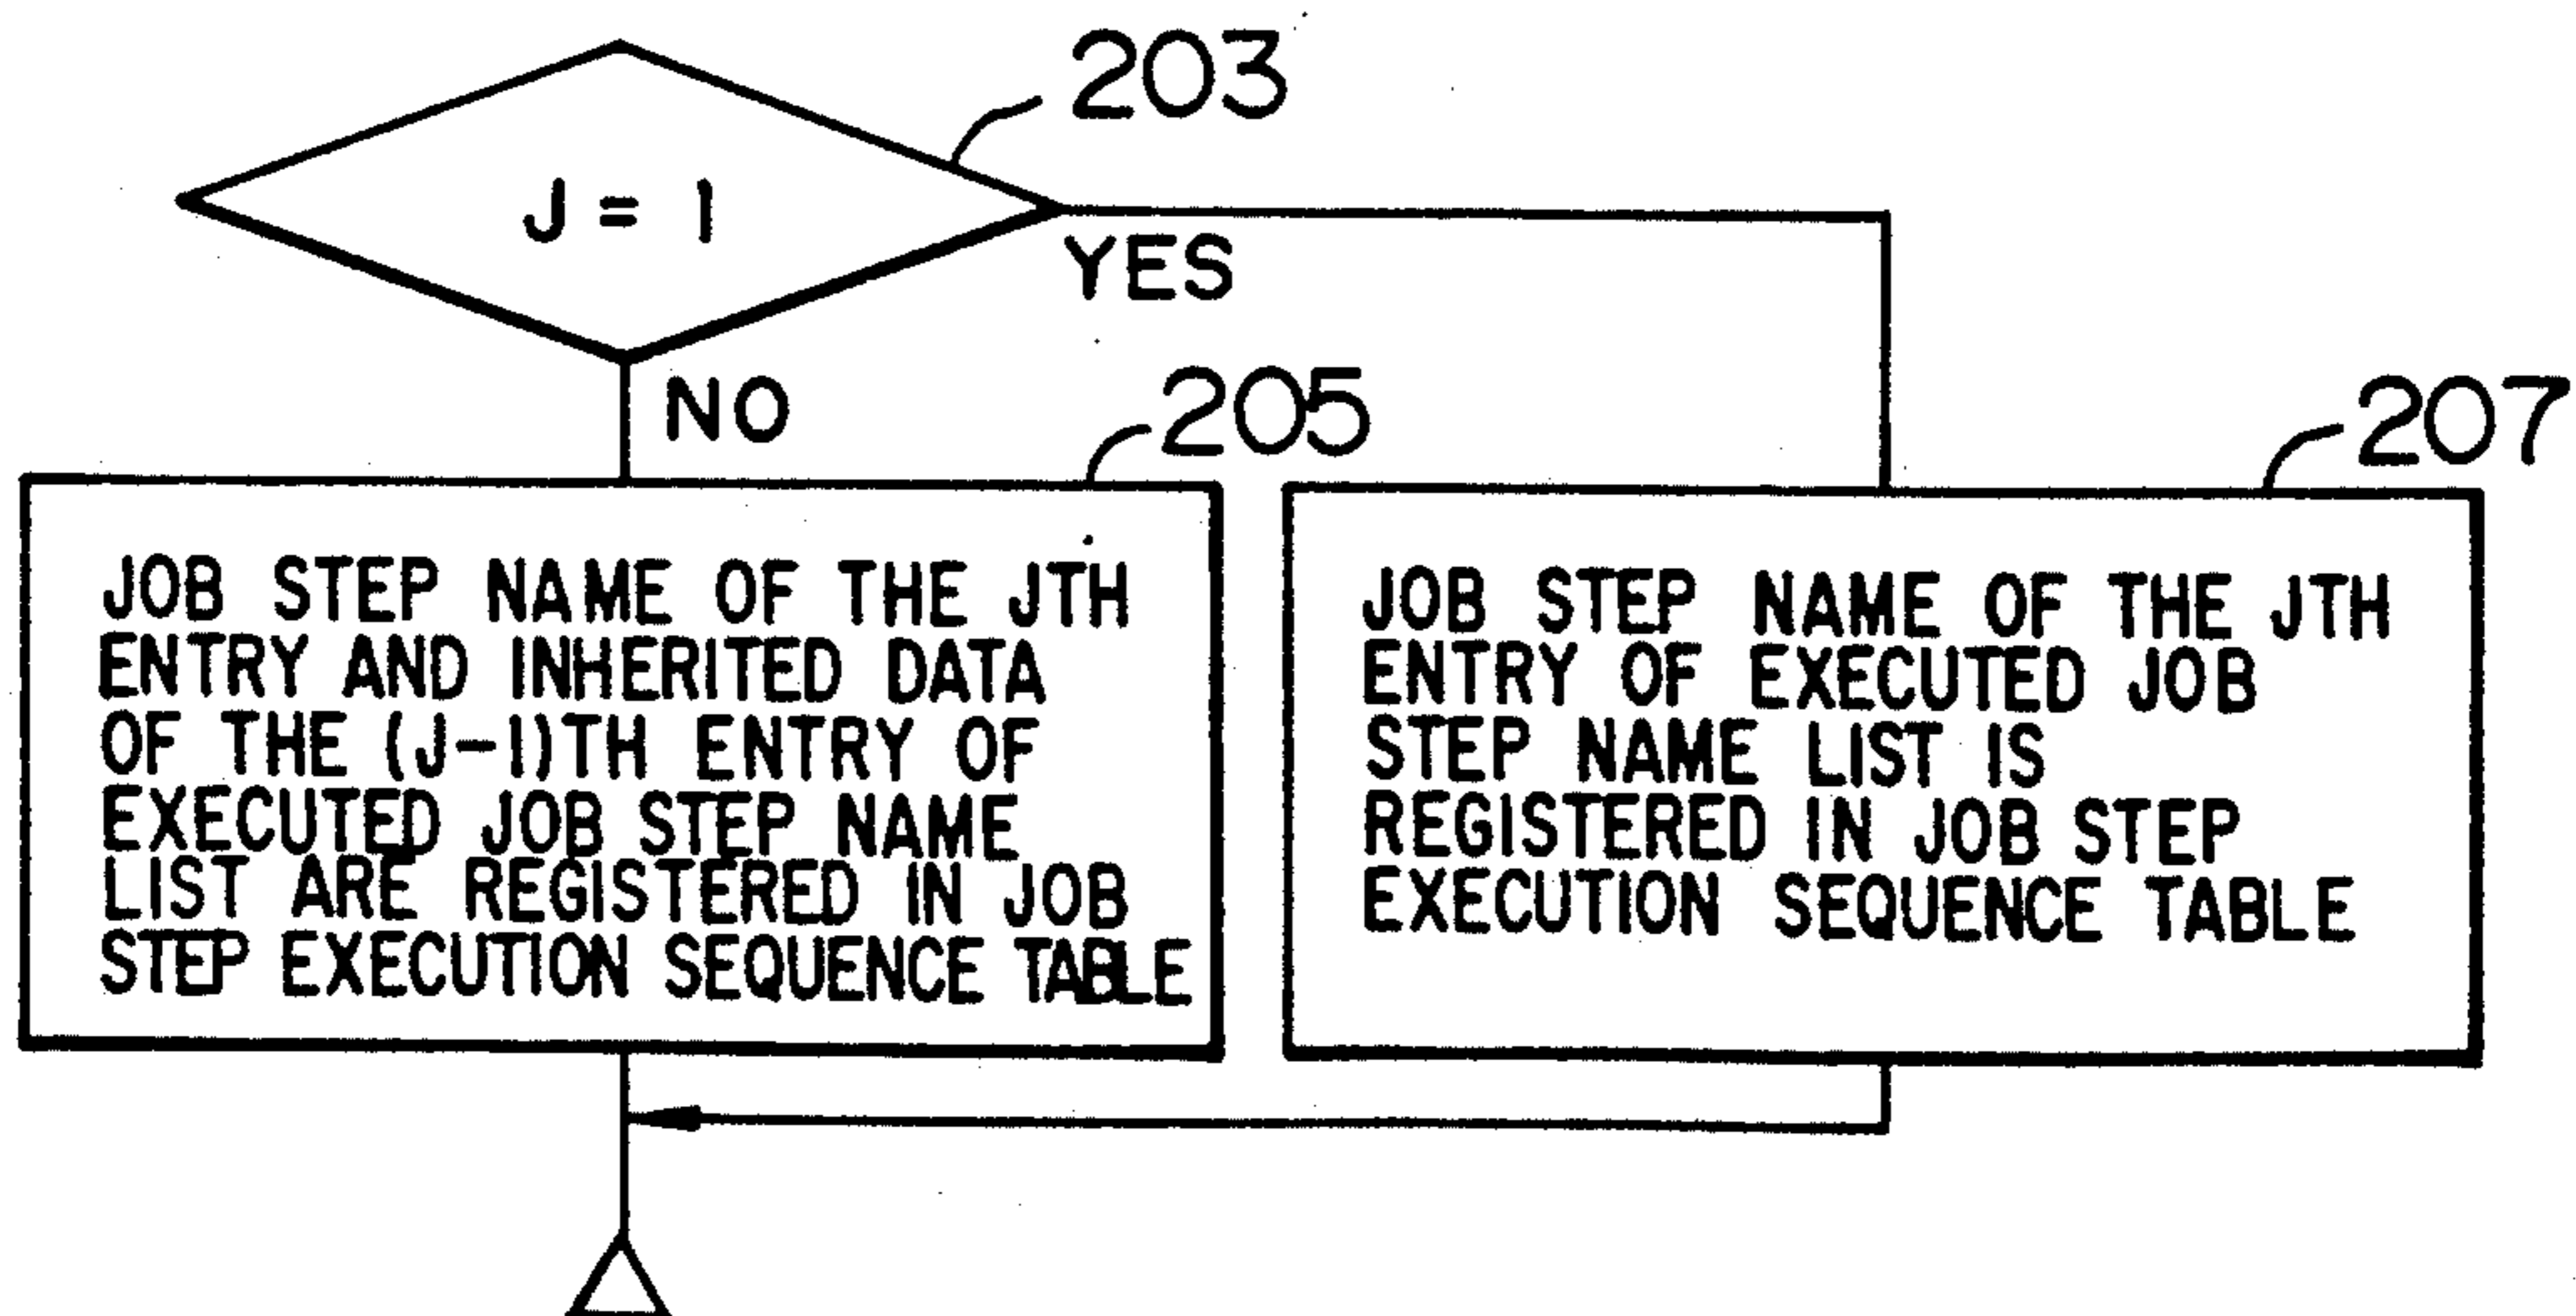 203
J = 1
YES
NO
205
207
JOB STEP NAME OF THE JTH
ENTRY AND INHERITED DATA
OF THE (J-1)TH ENTRY OF
EXECUTED JOB STEP NAME
LIST ARE REGISTERED IN JOB
STEP EXECUTION SEQUENCE TABLE
JOB STEP NAME OF THE JTH
ENTRY OF EXECUTED JOB
STEP NAME LIST IS
REGISTERED IN JOB STEP
EXECUTION SEQUENCE TABLE